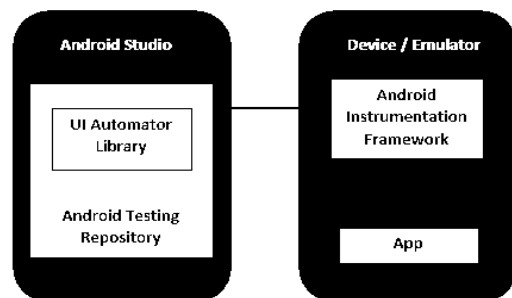 Android Studio
UI Automator
Library
Android Testing
Repository
Device / Emulator
Android
Instrumentation
Framework
App